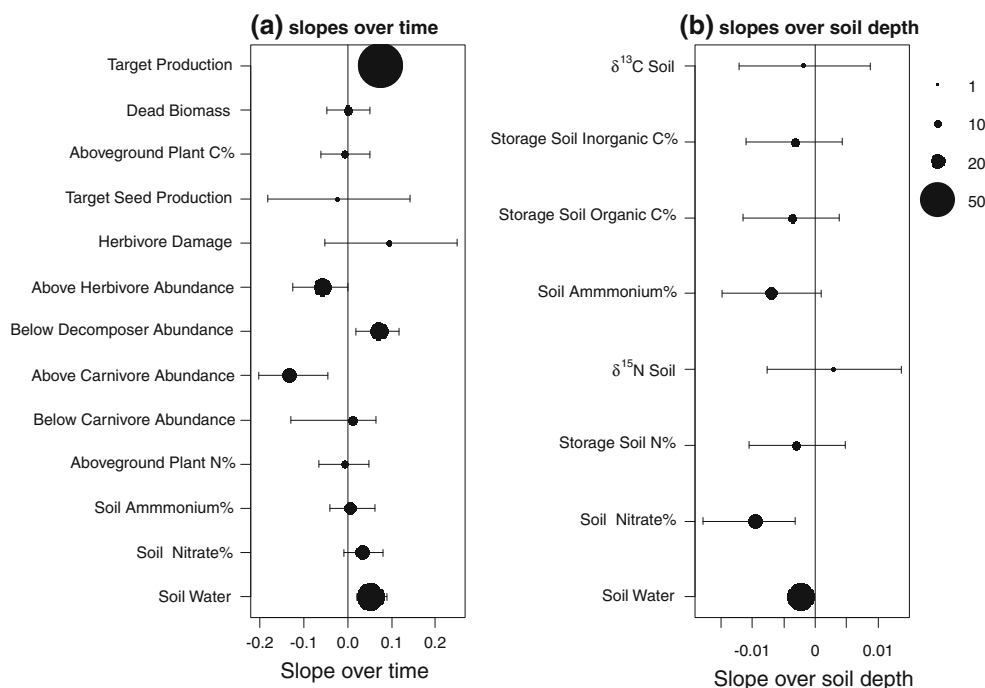 (a) slopes over time
Target Production
Dead Biomass
Aboveground Plant C%
Target Seed Production
Herbivore Damage
Above Herbivore Abundance
Below Decomposer Abundance
Above Carnivore Abundance
Below Carnivore Abundance
Aboveground Plant N%
Soil Ammmonium%
Soil Nitrate%
Soil Water
-0.2 -0.1 0.0 0.1 0.2
Slope over time
(b) slopes over soil depth
δ¹³C Soil
Storage Soil Inorganic C%
Storage Soil Organic C%
Soil Ammmonium%
δ¹⁵N Soil
Storage Soil N%
Soil Nitrate%
Soil Water
-0.01 0 0.01
Slope over soil depth
1
10
20
50